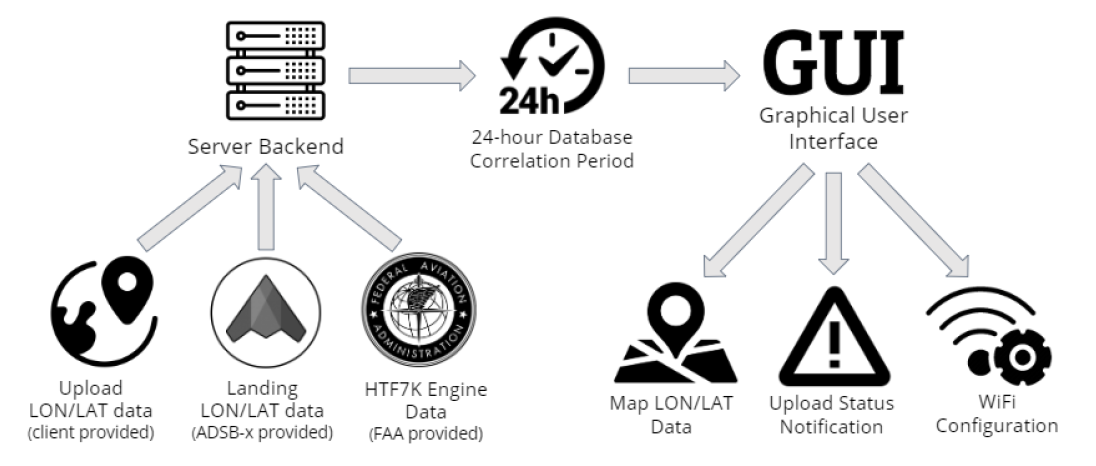 Server Backend
24h
24-hour Database
Correlation Period
GUI
Graphical User
Interface
Upload
LON/LAT data
(client provided)
Landing
LON/LAT data
(ADSB-x provided)
FEDERAL AVIATION
ADMINISTRATION
HTF7K Engine
Data
(FAA provided)
Map LON/LAT
Data
Upload Status
Notification
WiFi
Configuration